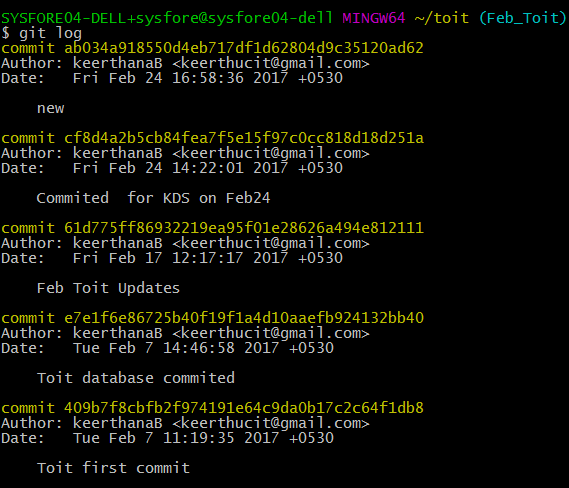 SYSFORE04-DELL+sysfore@sysfore04-dell MINGW64 ~/toit (Feb_Toit)
$ git log
commit ab034a918550d4eb717df1d62804d9c35120ad62
Author: keerthanaB <keerthucit@gmail.com>
Date:   Fri Feb 24 16:58:36 2017 +0530
    new
commit cf8d4a2b5cb84fea7f5e15f97c0cc818d18d251a
Author: keerthanaB <keerthucit@gmail.com>
Date:   Fri Feb 24 14:22:01 2017 +0530
    Commited  for KDS on Feb24
commit 61d775ff86932219ea95f01e28626a494e812111
Author: keerthanaB <keerthucit@gmail.com>
Date:   Fri Feb 17 12:17:17 2017 +0530
    Feb Toit Updates
commit e7e1f6e86725b40f19f1a4d10aaefb924132bb40
Author: keerthanaB <keerthucit@gmail.com>
Date:   Tue Feb 7 14:46:58 2017 +0530
    Toit database commited
commit 409b7f8cbfb2f974191e64c9da0b17c2c64f1db8
Author: keerthanaB <keerthucit@gmail.com>
Date:   Tue Feb 7 11:19:35 2017 +0530
    Toit first commit